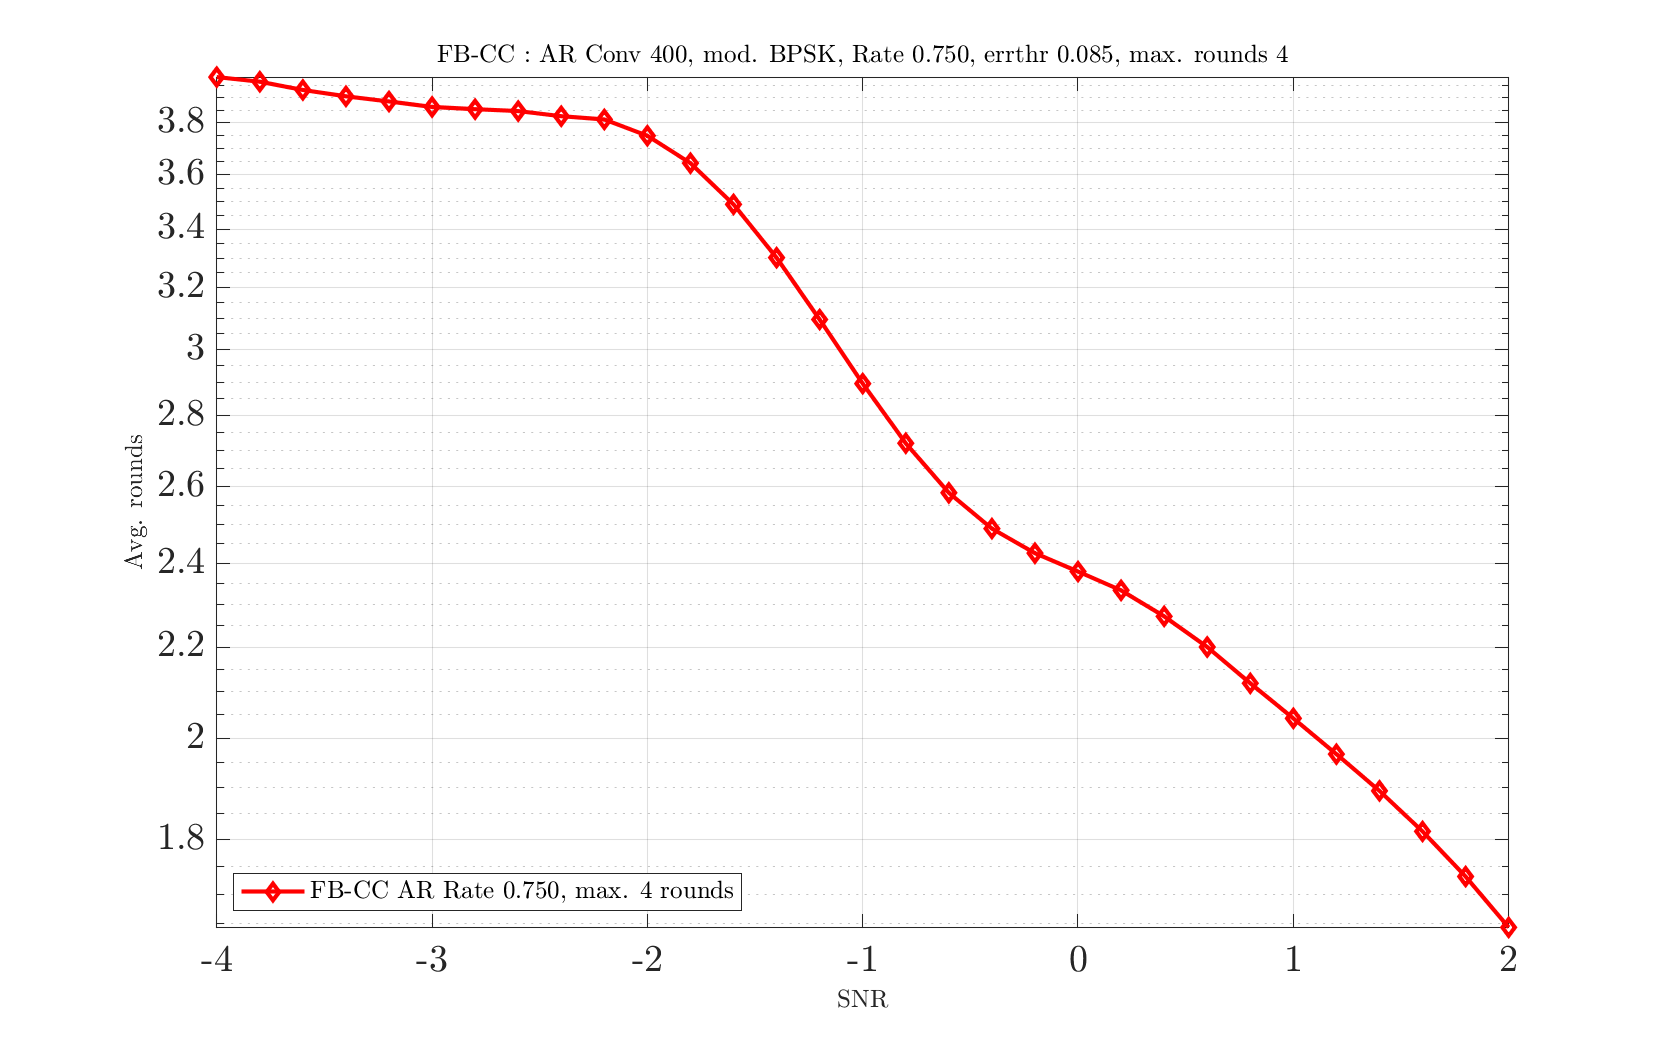 FB-CC : AR Conv 400, mod. BPSK, Rate 0.750, errthr 0.085, max. rounds 4
Avg. rounds
3.8
3.6
3.4
3.2
3
2.8
2.6
2.4
2.2
2
1.8
FB-CC AR Rate 0.750, max. 4 rounds
-4 -3 -2 -1 0 1 2
SNR